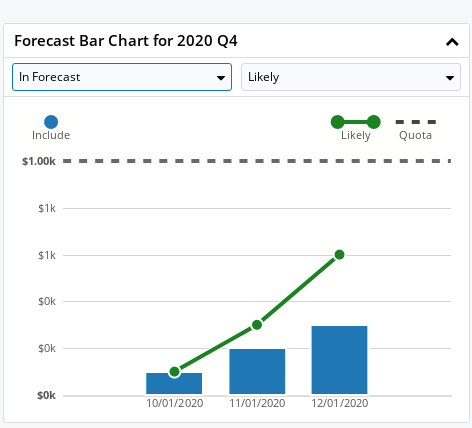 Forecast Bar Chart for 2020 Q4
In Forecast
Likely
Include
Likely
Quota
$1.00k
$1k
$1k
$0k
$0k
$0k
10/01/2020
11/01/2020
12/01/2020